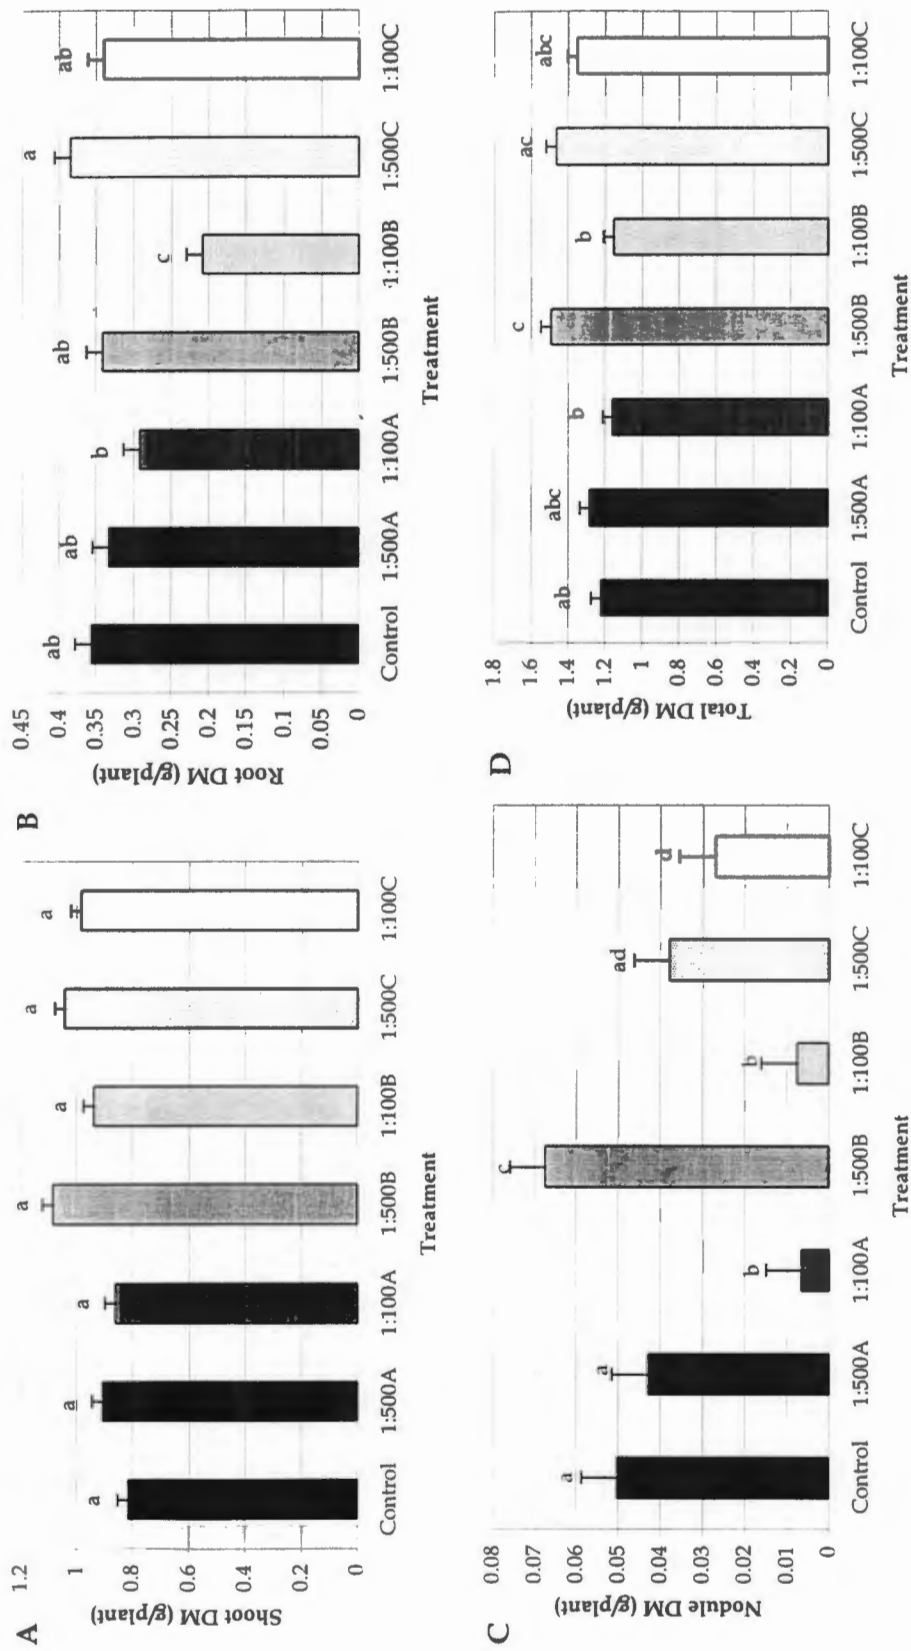 A
Shoot DM (g/plant)
1.2
1
0.8
0.6
0.4
0.2
0
a
a
a
a
a
a
a
Control
1:500A
1:100A
1:500B
1:100B
1:500C
1:100C
Treatment
B
Root DM (g/plant)
0.45
0.4
0.35
0.3
0.25
0.2
0.15
0.1
0.05
0
ab
ab
b
ab
c
a
ab
Control
1:500A
1:100A
1:500B
1:100B
1:500C
1:100C
Treatment
C
Nodule DM (g/plant)
0.08
0.07
0.06
0.05
0.04
0.03
0.02
0.01
0
a
a
b
c
b
ad
d
Control
1:500A
1:100A
1:500B
1:100B
1:500C
1:100C
Treatment
D
Total DM (g/plant)
1.8
1.6
1.4
1.2
1
0.8
0.6
0.4
0.2
0
ab
abc
b
c
b
ac
abc
Control
1:500A
1:100A
1:500B
1:100B
1:500C
1:100C
Treatment